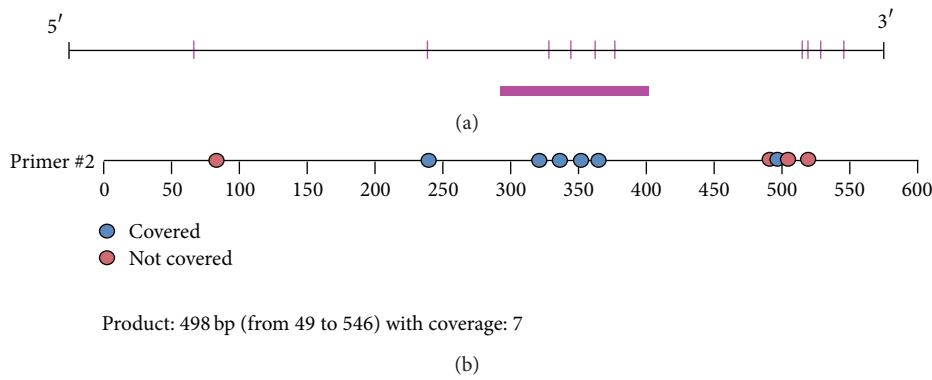 5′ 3′
(a)
Primer #2
0 50 100 150 200 250 300 350 400 450 500 550 600
Covered
Not covered
Product: 498 bp (from 49 to 546) with coverage: 7
(b)